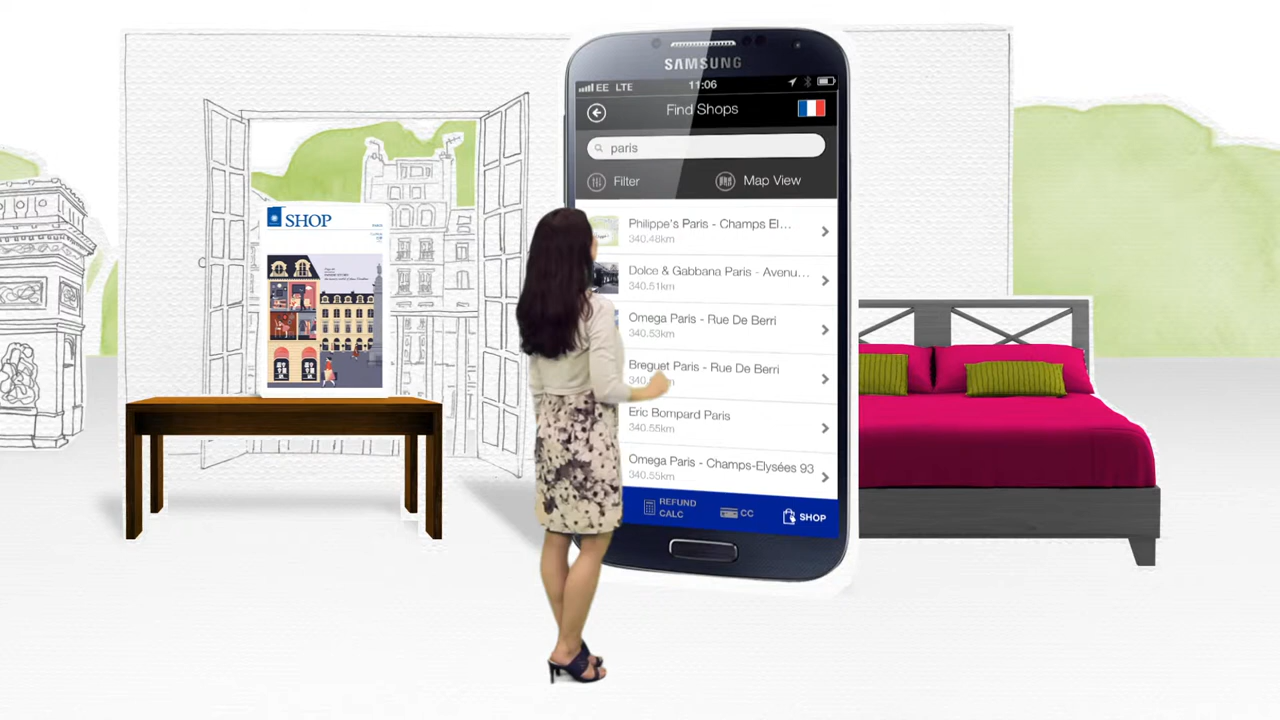 SHOP
SAMSUNG
EE LTE 11:06
Find Shops
paris
Filter
Map View
Philippe's Paris - Champs El...
340.48km
Dolce & Gabbana Paris - Avenu...
340.51km
Omega Paris - Rue De Berri
340.53km
Breguet Paris - Rue De Berri
Eric Bompard Paris
340.55km
Omega Paris - Champs-Elysées 93
340.55km
REFUND
CALC
CC
SHOP